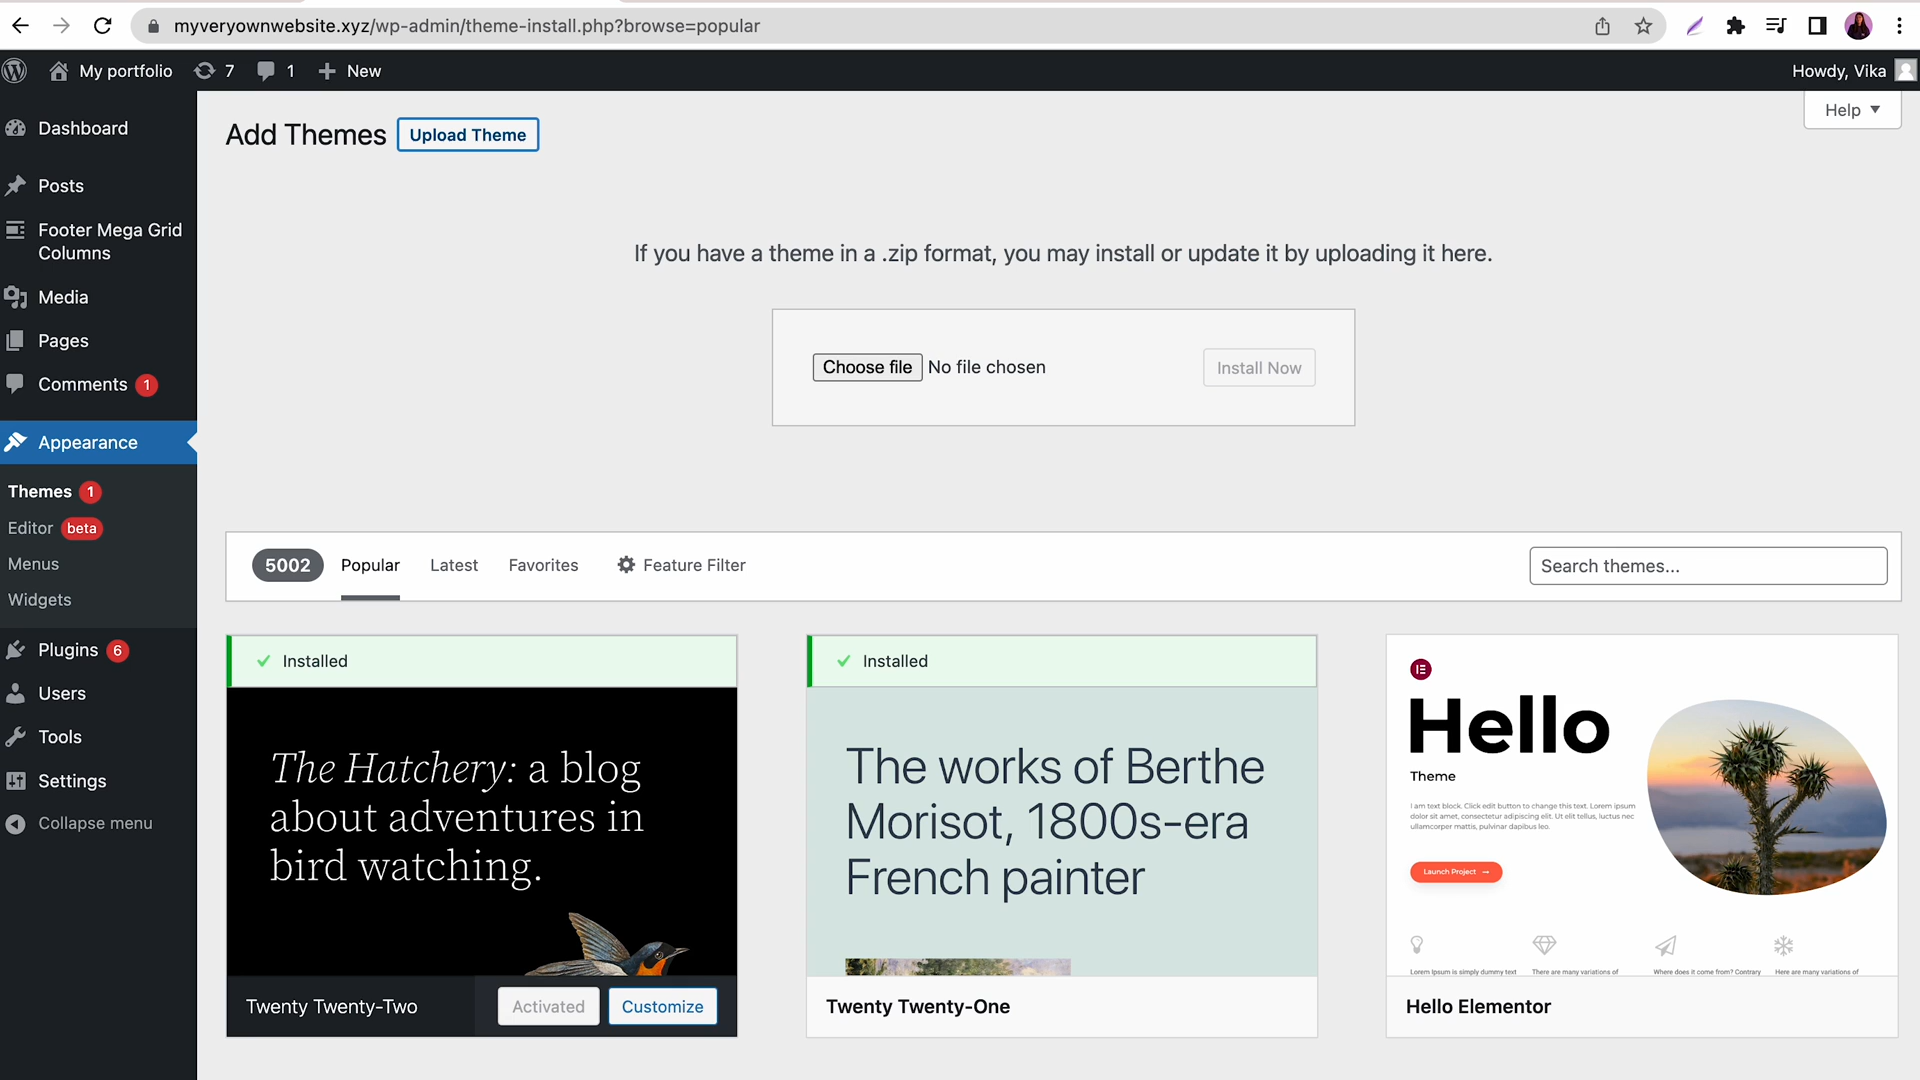 myveryownwebsite.xyz/wp-admin/theme-install.php?browse=popular
My portfolio 7 1 New
Howdy, Vika
Help
Dashboard
Posts
Footer Mega Grid
Columns
Media
Pages
Comments 1
Appearance
Themes 1
Editor beta
Menus
Widgets
Plugins 6
Users
Tools
Settings
Collapse menu
Add Themes Upload Theme
If you have a theme in a .zip format, you may install or update it by uploading it here.
Choose file No file chosen Install Now
5002 Popular Latest Favorites Feature Filter Search themes...
Installed
The Hatchery: a blog
about adventures in
bird watching.
Twenty Twenty-Two Activated Customize
Installed
The works of Berthe
Morisot, 1800s-era
French painter
Twenty Twenty-One
Hello
Theme
I am text block. Click edit button to change this text. Lorem ipsum
dolor sit amet, consectetur adipiscing elit. Ut elit tellus, luctus nec
ullamcorper mattis, pulvinar dapibus leo.
Launch Project →
Lorem Ipsum is simply dummy text
There are many variations of
Where does it come from? Contrary
Here are many variations of
Hello Elementor